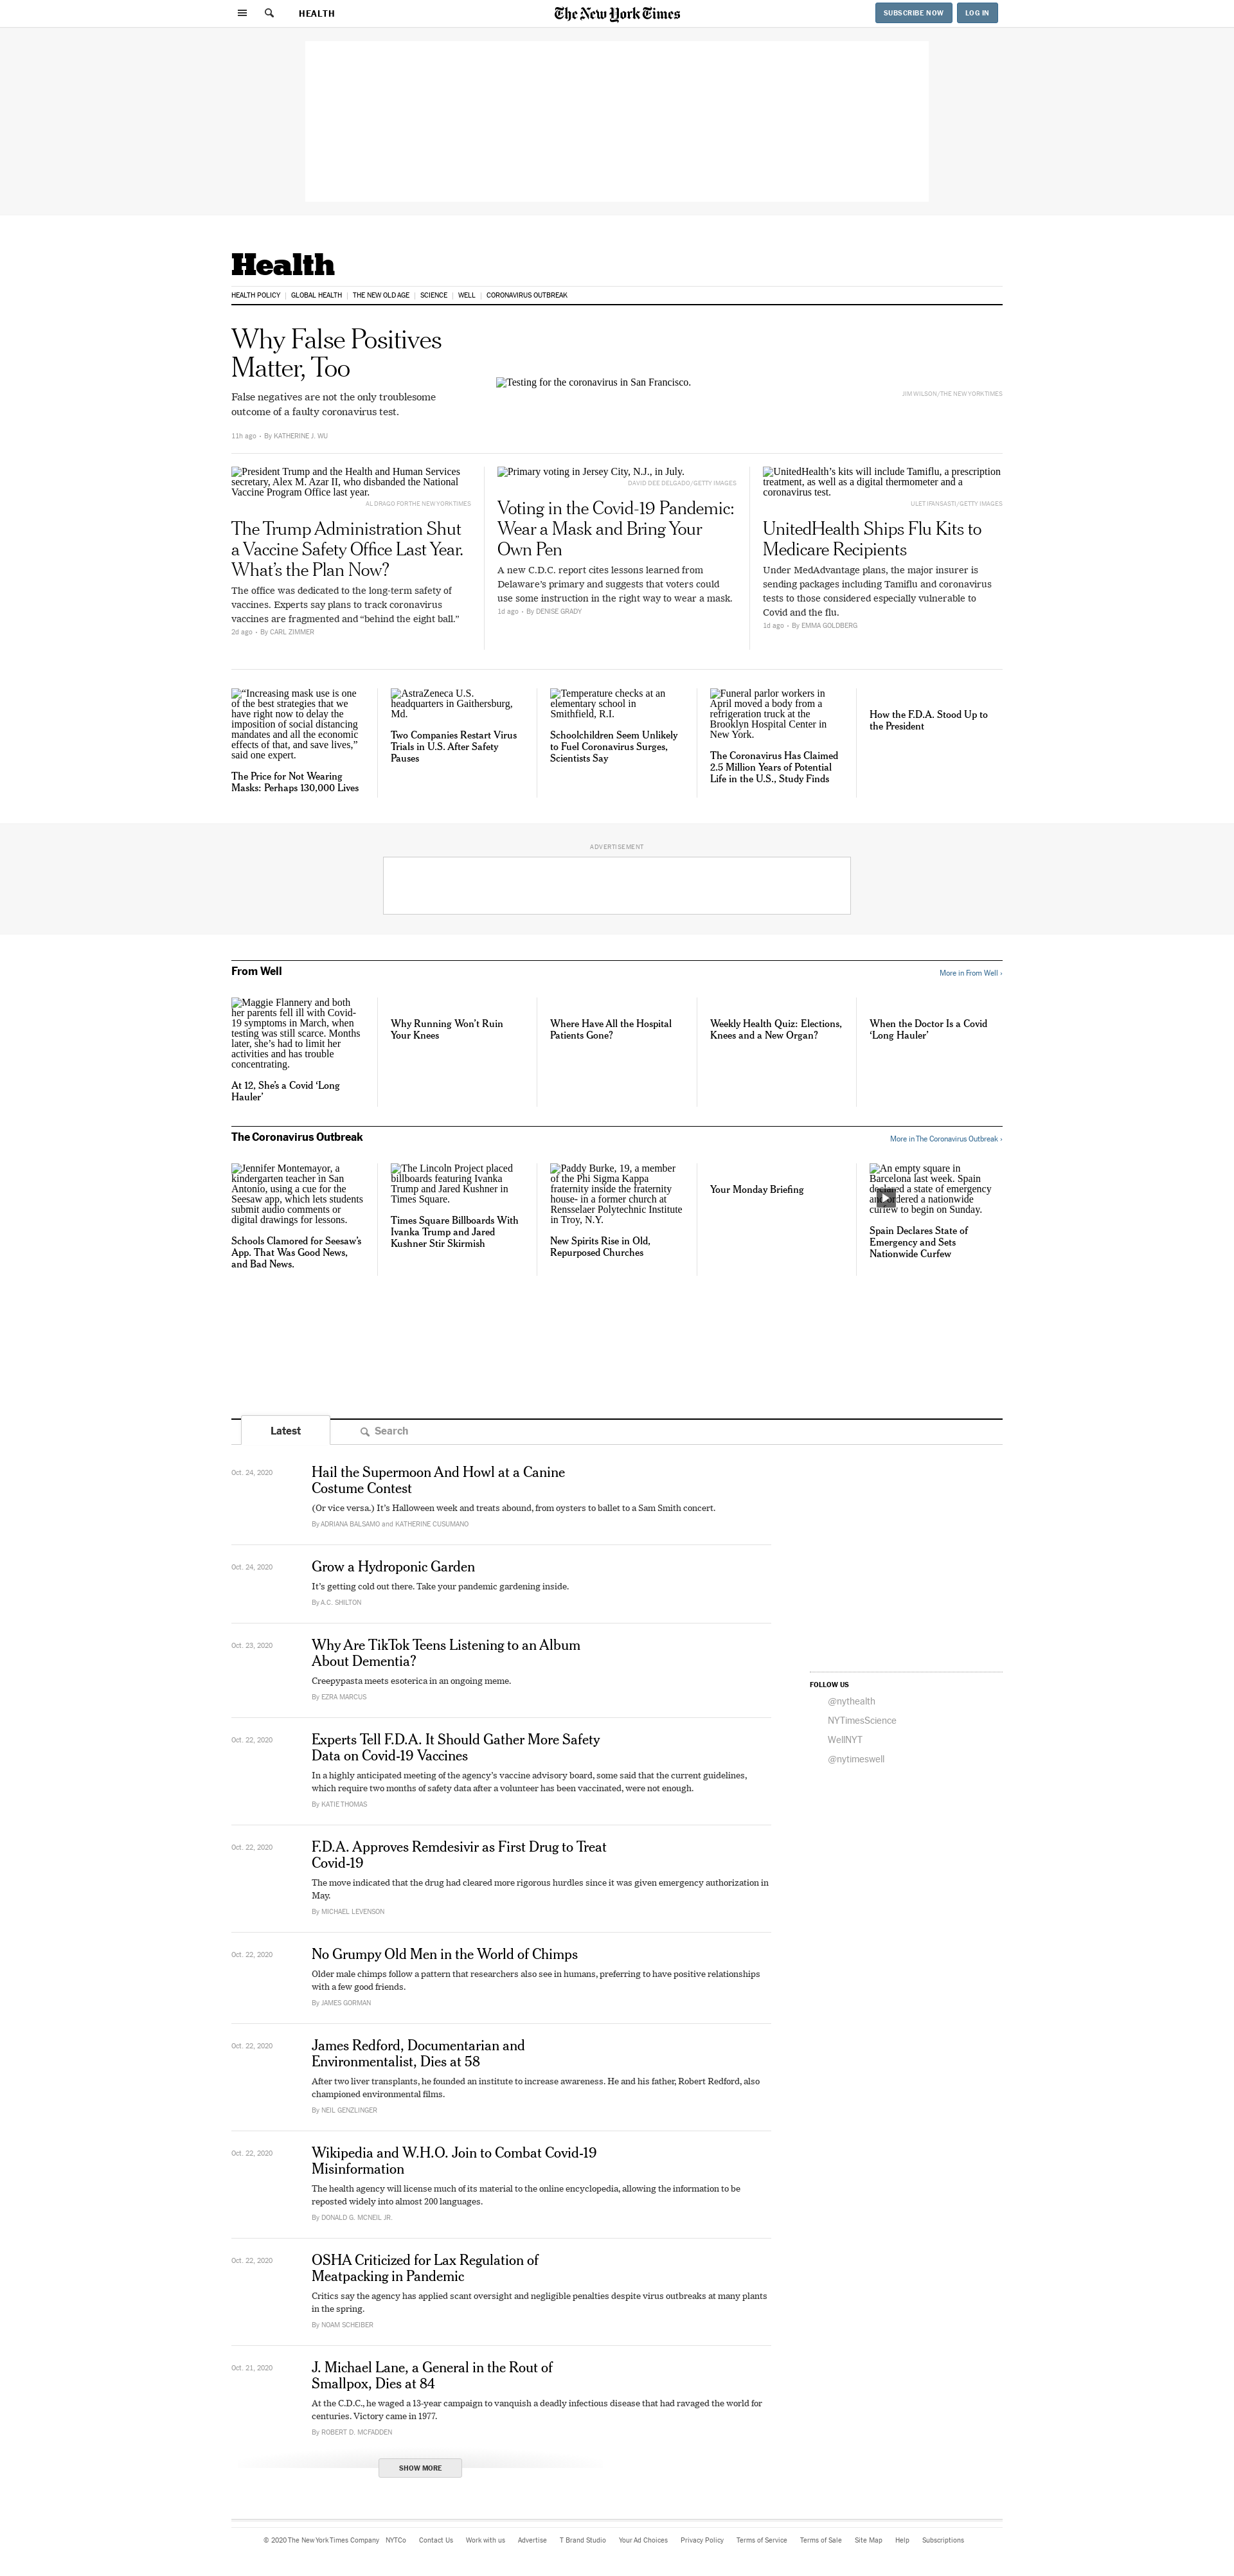 HEALTH
The New York Times
SUBSCRIBE NOW
LOG IN
Health
HEALTH POLICY | GLOBAL HEALTH | THE NEW OLD AGE | SCIENCE | WELL | CORONAVIRUS OUTBREAK
Why False Positives
Matter, Too
False negatives are not the only troublesome
outcome of a faulty coronavirus test.
11h ago • By KATHERINE J. WU
Testing for the coronavirus in San Francisco.
JIM WILSON/THE NEW YORK TIMES
President Trump and the Health and Human Services
secretary, Alex M. Azar II, who disbanded the National
Vaccine Program Office last year.
AL DRAGO FOR THE NEW YORK TIMES
The Trump Administration Shut
a Vaccine Safety Office Last Year.
What’s the Plan Now?
The office was dedicated to the long-term safety of
vaccines. Experts say plans to track coronavirus
vaccines are fragmented and “behind the eight ball.”
2d ago • By CARL ZIMMER
Primary voting in Jersey City, N.J., in July.
DAVID DEE DELGADO/GETTY IMAGES
Voting in the Covid-19 Pandemic:
Wear a Mask and Bring Your
Own Pen
A new C.D.C. report cites lessons learned from
Delaware’s primary and suggests that voters could
use some instruction in the right way to wear a mask.
1d ago • By DENISE GRADY
UnitedHealth’s kits will include Tamiflu, a prescription
treatment, as well as a digital thermometer and a
coronavirus test.
ULET IFANSASTI/GETTY IMAGES
UnitedHealth Ships Flu Kits to
Medicare Recipients
Under MedAdvantage plans, the major insurer is
sending packages including Tamiflu and coronavirus
tests to those considered especially vulnerable to
Covid and the flu.
1d ago • By EMMA GOLDBERG
“Increasing mask use is one
of the best strategies that we
have right now to delay the
imposition of social distancing
mandates and all the economic
effects of that, and save lives,”
said one expert.
The Price for Not Wearing
Masks: Perhaps 130,000 Lives
AstraZeneca U.S.
headquarters in Gaithersburg,
Md.
Two Companies Restart Virus
Trials in U.S. After Safety
Pauses
Temperature checks at an
elementary school in
Smithfield, R.I.
Schoolchildren Seem Unlikely
to Fuel Coronavirus Surges,
Scientists Say
Funeral parlor workers in
April moved a body from a
refrigeration truck at the
Brooklyn Hospital Center in
New York.
The Coronavirus Has Claimed
2.5 Million Years of Potential
Life in the U.S., Study Finds
How the F.D.A. Stood Up to
the President
ADVERTISEMENT
From Well
More in From Well ›
Maggie Flannery and both
her parents fell ill with Covid-
19 symptoms in March, when
testing was still scarce. Months
later, she’s had to limit her
activities and has trouble
concentrating.
At 12, She’s a Covid ‘Long
Hauler’
Why Running Won’t Ruin
Your Knees
Where Have All the Hospital
Patients Gone?
Weekly Health Quiz: Elections,
Knees and a New Organ?
When the Doctor Is a Covid
‘Long Hauler’
The Coronavirus Outbreak
More in The Coronavirus Outbreak ›
Jennifer Montemayor, a
kindergarten teacher in San
Antonio, using a cue for the
Seesaw app, which lets students
submit audio comments or
digital drawings for lessons.
Schools Clamored for Seesaw’s
App. That Was Good News,
and Bad News.
The Lincoln Project placed
billboards featuring Ivanka
Trump and Jared Kushner in
Times Square.
Times Square Billboards With
Ivanka Trump and Jared
Kushner Stir Skirmish
Paddy Burke, 19, a member
of the Phi Sigma Kappa
fraternity inside the fraternity
house- in a former church at
Rensselaer Polytechnic Institute
in Troy, N.Y.
New Spirits Rise in Old,
Repurposed Churches
Your Monday Briefing
An empty square in
Barcelona last week. Spain
declared a state of emergency
and ordered a nationwide
curfew to begin on Sunday.
Spain Declares State of
Emergency and Sets
Nationwide Curfew
Latest
Search
Oct. 24, 2020
Hail the Supermoon And Howl at a Canine
Costume Contest
(Or vice versa.) It’s Halloween week and treats abound, from oysters to ballet to a Sam Smith concert.
By ADRIANA BALSAMO and KATHERINE CUSUMANO
Oct. 24, 2020
Grow a Hydroponic Garden
It’s getting cold out there. Take your pandemic gardening inside.
By A.C. SHILTON
Oct. 23, 2020
Why Are TikTok Teens Listening to an Album
About Dementia?
Creepypasta meets esoterica in an ongoing meme.
By EZRA MARCUS
Oct. 22, 2020
Experts Tell F.D.A. It Should Gather More Safety
Data on Covid-19 Vaccines
In a highly anticipated meeting of the agency’s vaccine advisory board, some said that the current guidelines,
which require two months of safety data after a volunteer has been vaccinated, were not enough.
By KATIE THOMAS
Oct. 22, 2020
F.D.A. Approves Remdesivir as First Drug to Treat
Covid-19
The move indicated that the drug had cleared more rigorous hurdles since it was given emergency authorization in
May.
By MICHAEL LEVENSON
Oct. 22, 2020
No Grumpy Old Men in the World of Chimps
Older male chimps follow a pattern that researchers also see in humans, preferring to have positive relationships
with a few good friends.
By JAMES GORMAN
Oct. 22, 2020
James Redford, Documentarian and
Environmentalist, Dies at 58
After two liver transplants, he founded an institute to increase awareness. He and his father, Robert Redford, also
championed environmental films.
By NEIL GENZLINGER
Oct. 22, 2020
Wikipedia and W.H.O. Join to Combat Covid-19
Misinformation
The health agency will license much of its material to the online encyclopedia, allowing the information to be
reposted widely into almost 200 languages.
By DONALD G. MCNEIL JR.
Oct. 22, 2020
OSHA Criticized for Lax Regulation of
Meatpacking in Pandemic
Critics say the agency has applied scant oversight and negligible penalties despite virus outbreaks at many plants
in the spring.
By NOAM SCHEIBER
Oct. 21, 2020
J. Michael Lane, a General in the Rout of
Smallpox, Dies at 84
At the C.D.C., he waged a 13-year campaign to vanquish a deadly infectious disease that had ravaged the world for
centuries. Victory came in 1977.
By ROBERT D. MCFADDEN
SHOW MORE
FOLLOW US
@nythealth
NYTimesScience
WellNYT
@nytimeswell
© 2020 The New York Times Company NYTCo Contact Us Work with us Advertise T Brand Studio Your Ad Choices Privacy Policy Terms of Service Terms of Sale Site Map Help Subscriptions